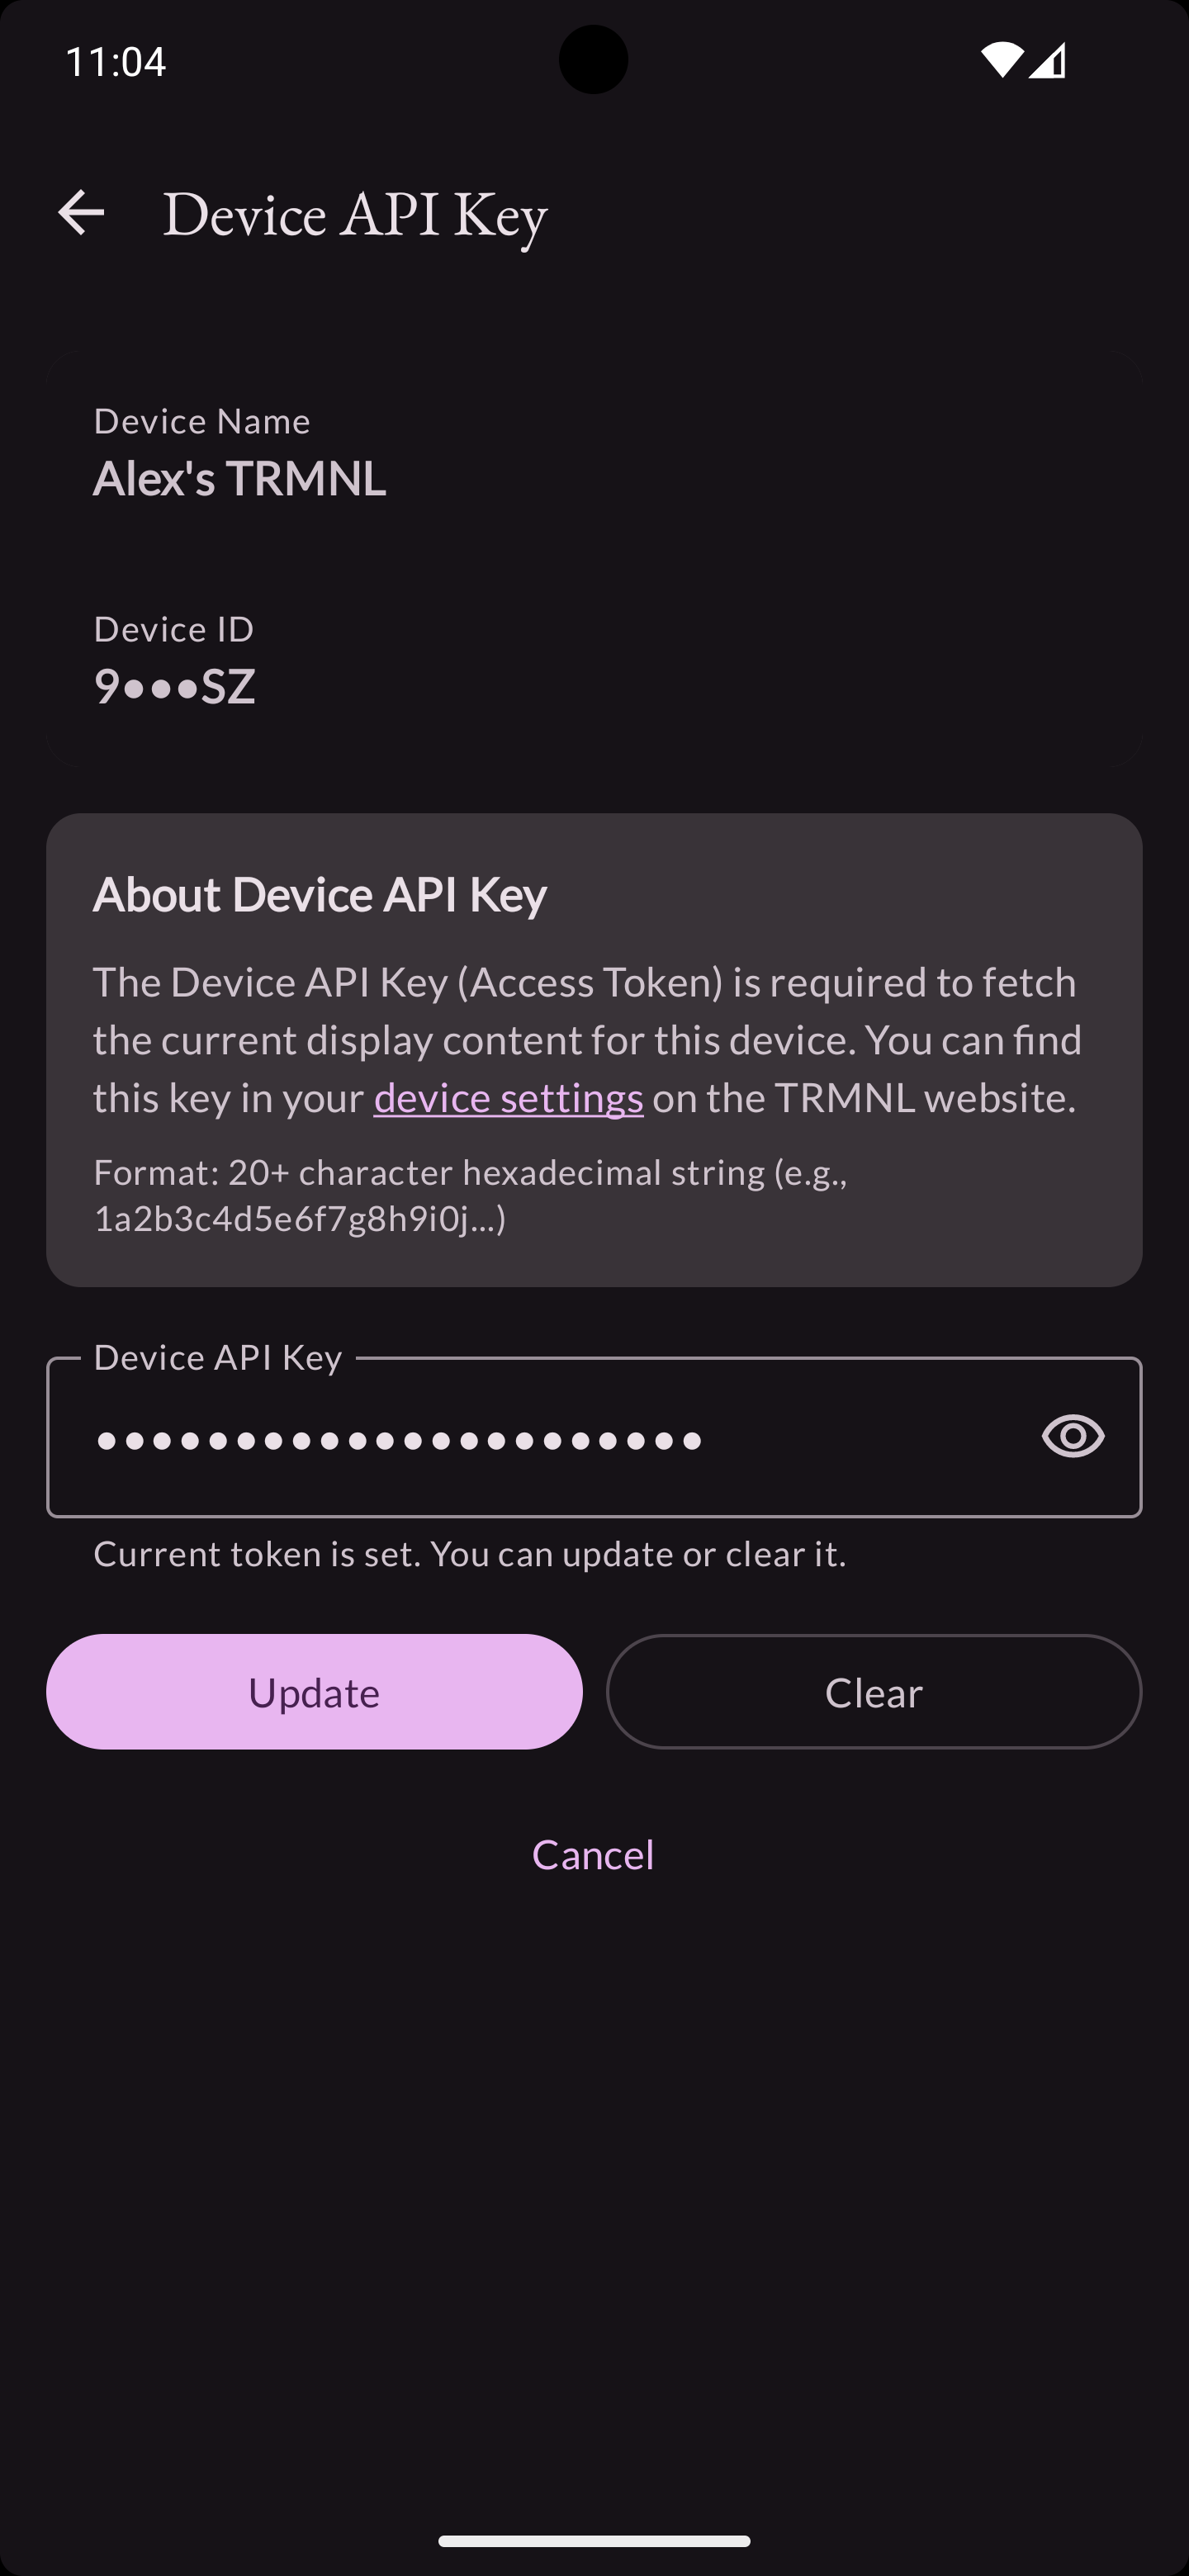 11:04
Device API Key
Device Name
Alex's TRMNL
Device ID
9•••SZ
About Device API Key
The Device API Key (Access Token) is required to fetch
the current display content for this device. You can find
this key in your device settings on the TRMNL website.
Format: 20+ character hexadecimal string (e.g.,
1a2b3c4d5e6f7g8h9i0j...)
Device API Key
••••••••••••••••••••••
Current token is set. You can update or clear it.
Update
Clear
Cancel